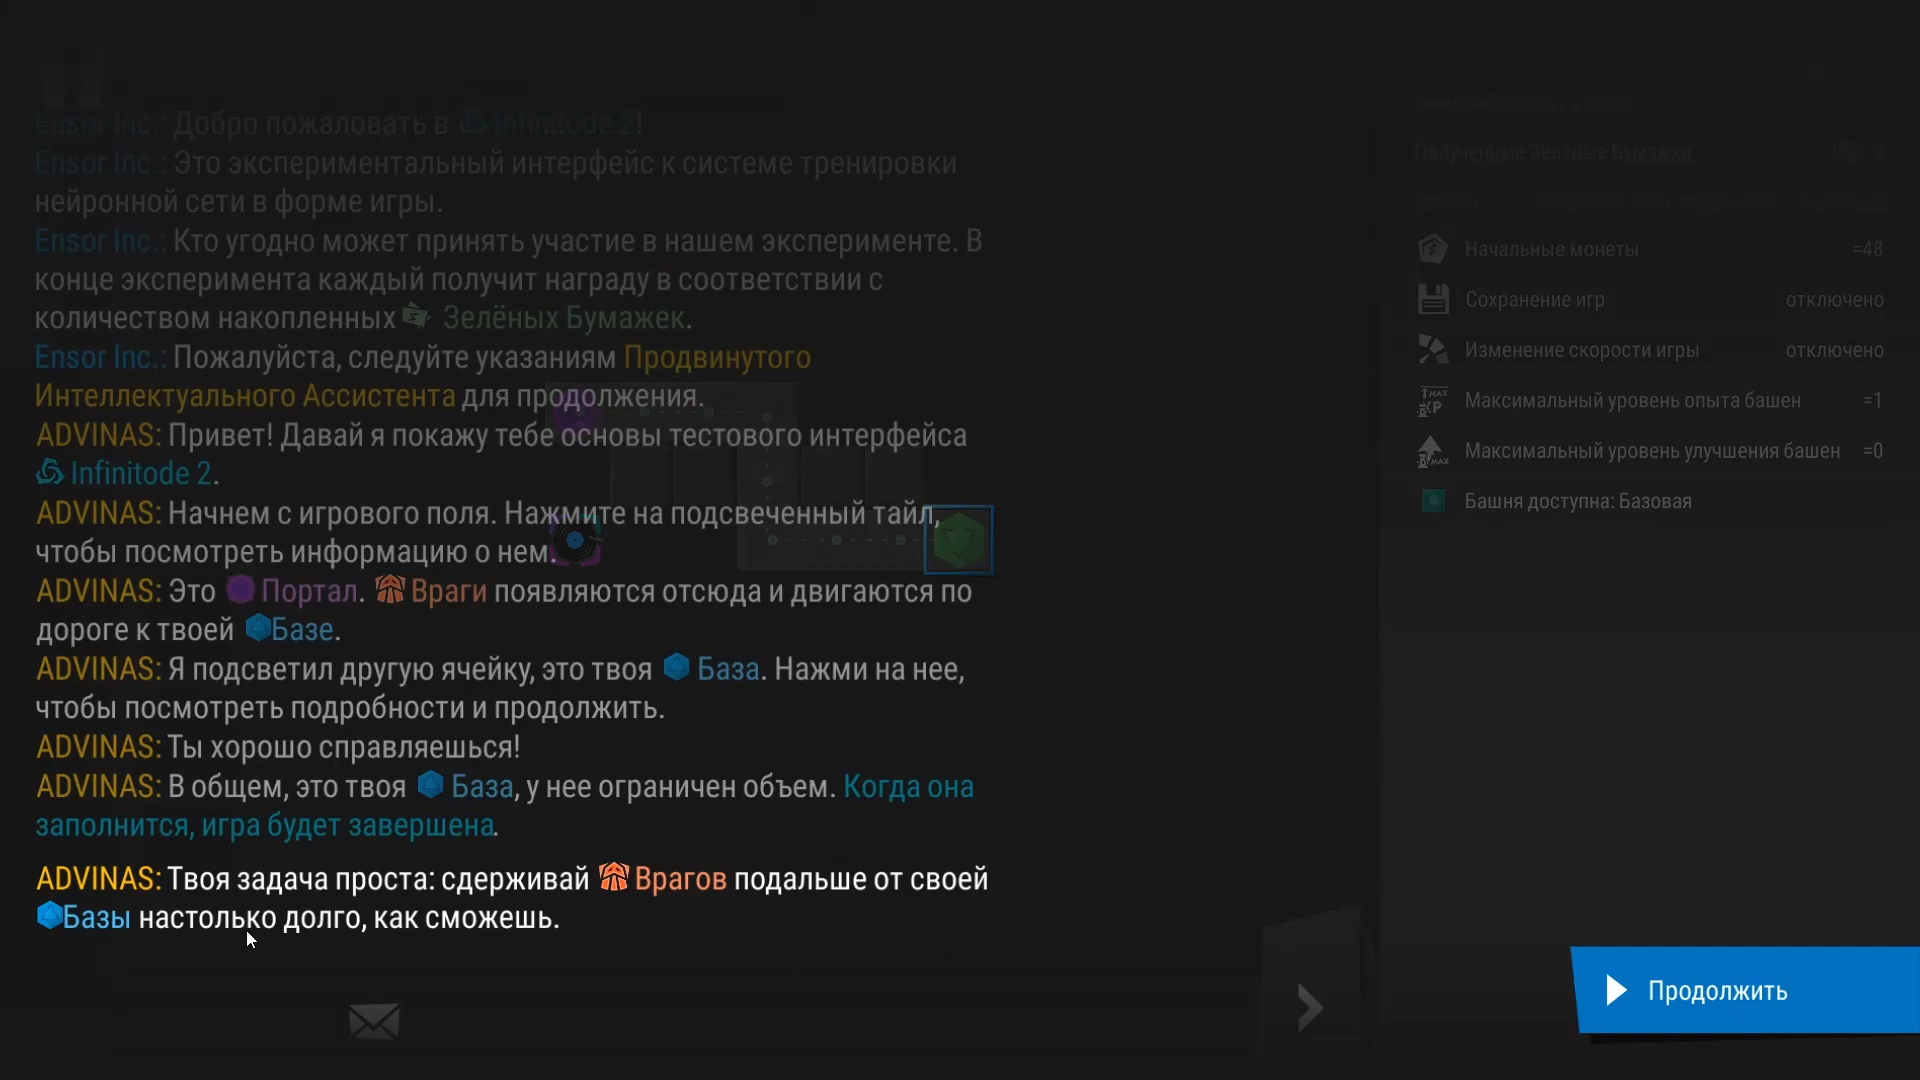 Ensor Inc.: Добро пожаловать в Infinitode 2!
Ensor Inc.: Это экспериментальный интерфейс к системе тренировки
нейронной сети в форме игры.
Ensor Inc.: Кто угодно может принять участие в нашем эксперименте. В
конце эксперимента каждый получит награду в соответствии с
количеством накопленных Зелёных Бумажек.
Ensor Inc.: Пожалуйста, следуйте указаниям Продвинутого
Интеллектуального Ассистента для продолжения.
ADVINAS: Привет! Давай я покажу тебе основы тестового интерфейса
Infinitode 2.
ADVINAS: Начнем с игрового поля. Нажмите на подсвеченный тайл,
чтобы посмотреть информацию о нем.
ADVINAS: Это Портал. Враги появляются отсюда и двигаются по
дороге к твоей Базе.
ADVINAS: Я подсветил другую ячейку, это твоя База. Нажми на нее,
чтобы посмотреть подробности и продолжить.
ADVINAS: Ты хорошо справляешься!
ADVINAS: В общем, это твоя База, у нее ограничен объем. Когда она
заполнится, игра будет завершена.
ADVINAS: Твоя задача проста: сдерживай Врагов подальше от своей
Базы настолько долго, как сможешь.
Полученные Зелёные Бумажки
Начальные монеты =48
Сохранение игр отключено
Изменение скорости игры отключено
Максимальный уровень опыта башен =1
Максимальный уровень улучшения башен =0
Башня доступна: Базовая
Продолжить